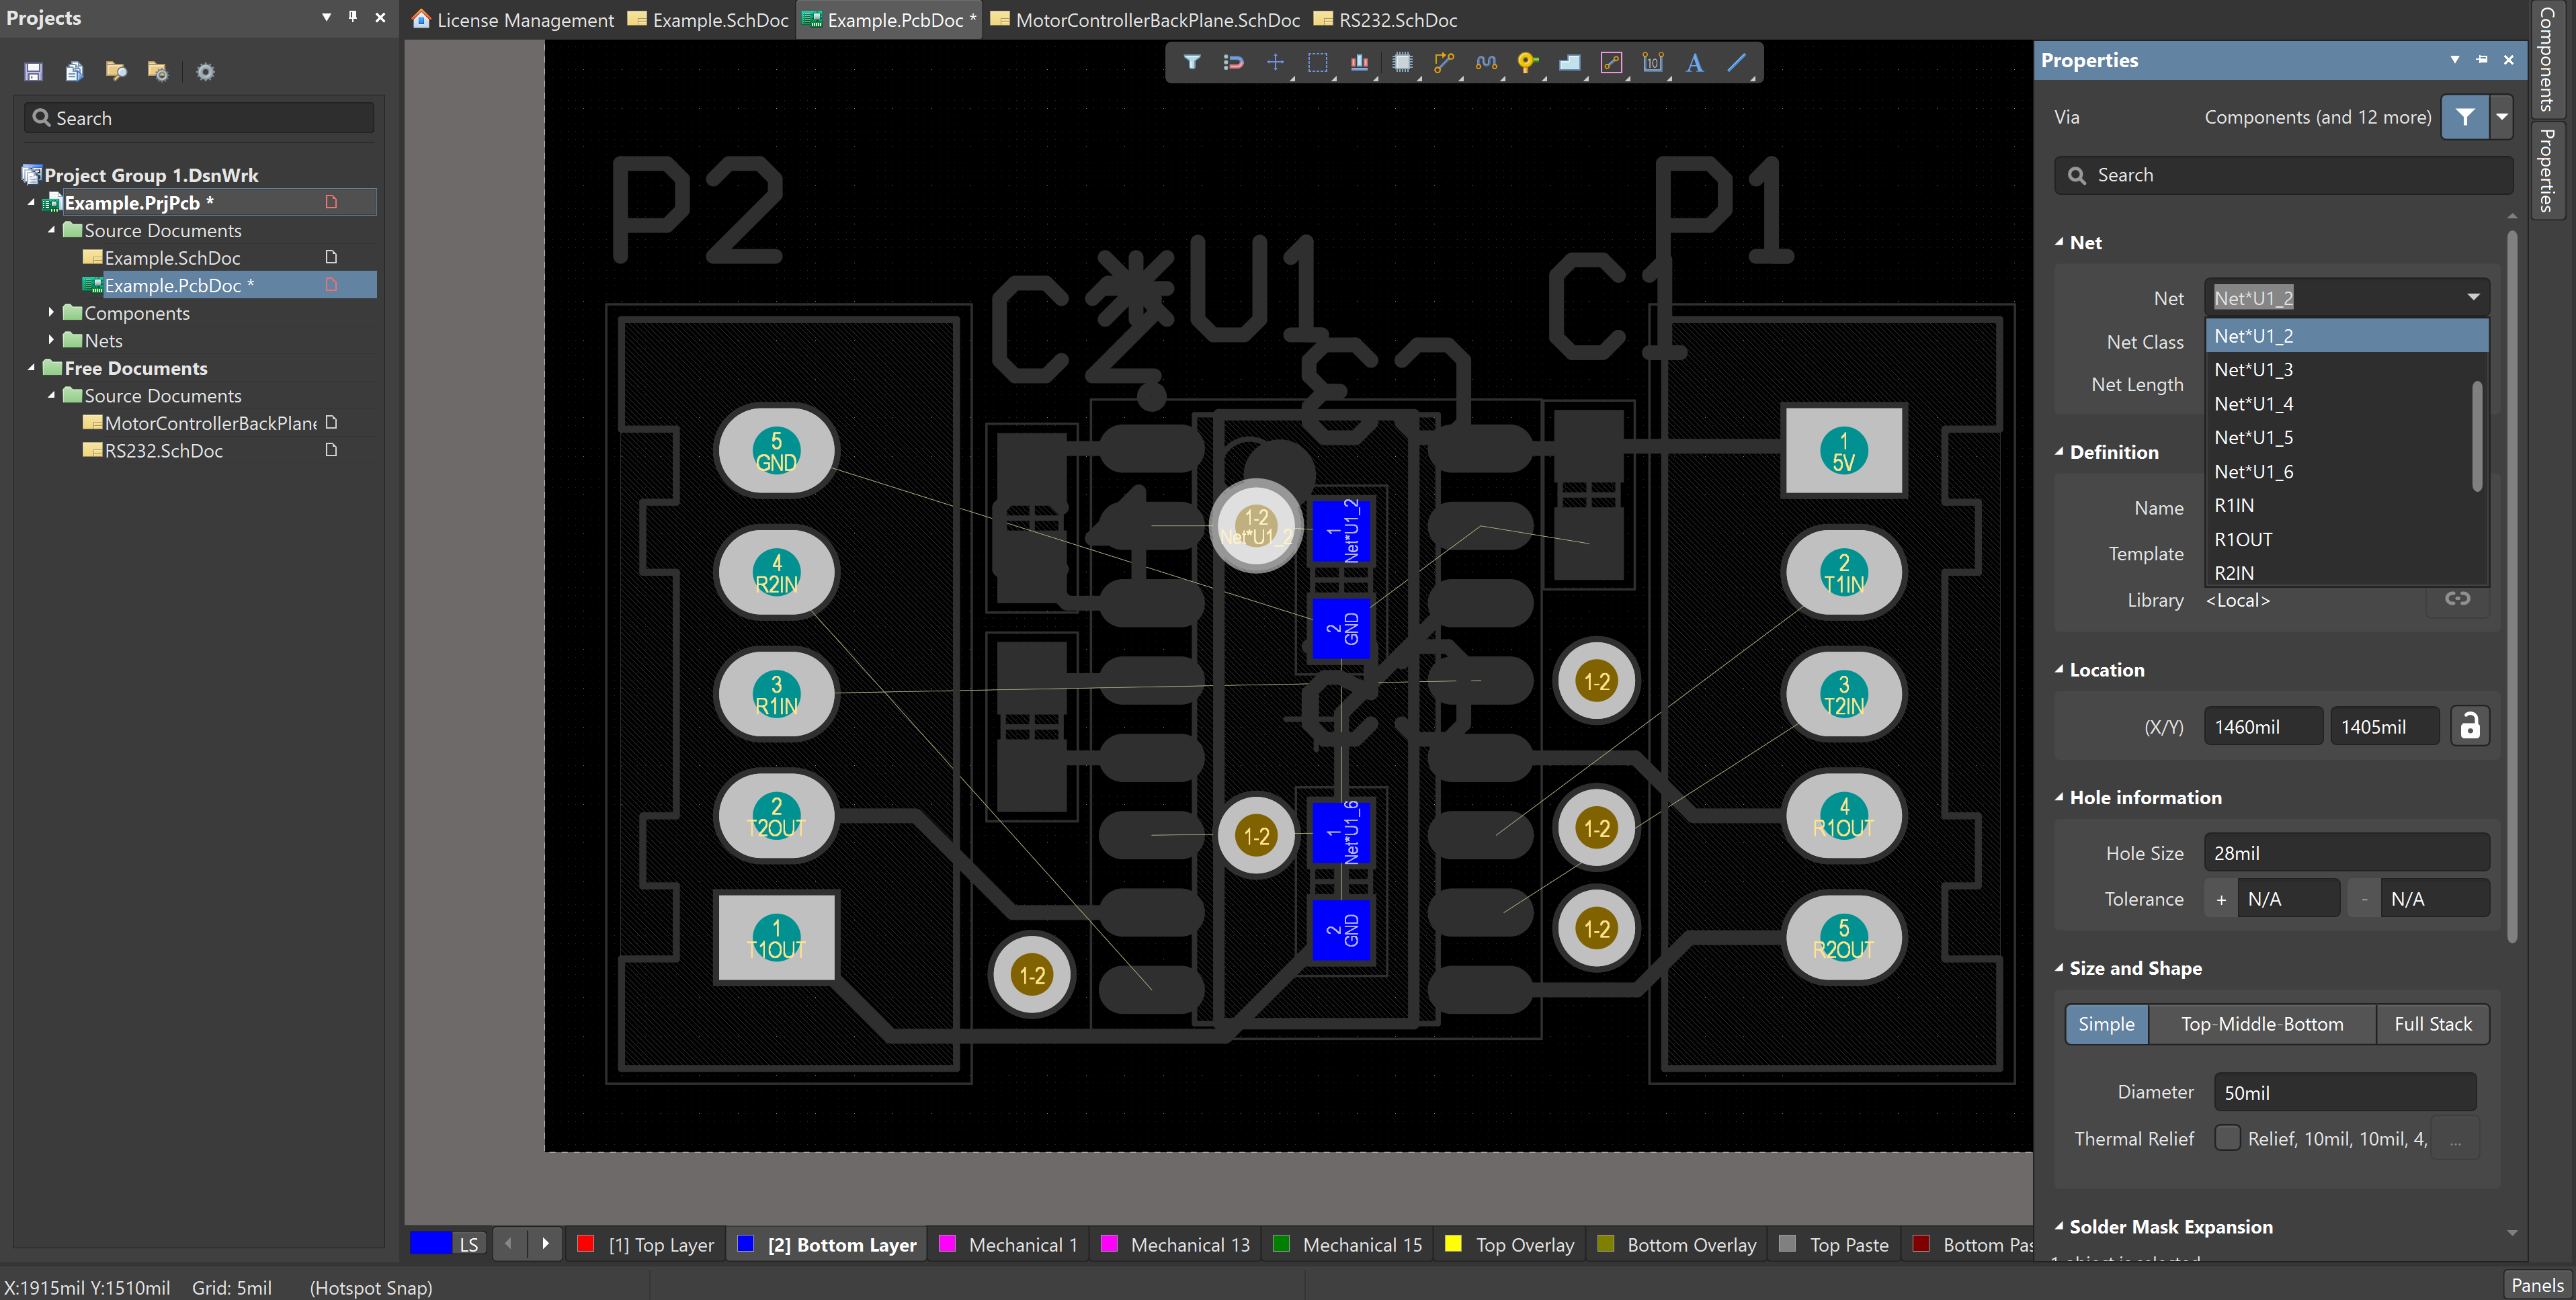 Projects
License Management
Example.SchDoc
Example.PcbDoc *
MotorControllerBackPlane.SchDoc
RS232.SchDoc
Search
Project Group 1.DsnWrk
Example.PrjPcb *
Source Documents
Example.SchDoc
Example.PcbDoc *
Components
Nets
Free Documents
Source Documents
MotorControllerBackPlane
RS232.SchDoc
10
A
P2
C2
*
U1
C1
P1
C3
C4
5
GND
4
R2IN
3
R1IN
2
T2OUT
1
T1OUT
1-2
Net*U1_2
1
Net*U1_2
2
GND
1-2
1
Net*U1_6
2
GND
1-2
1-2
1-2
1-2
1
5V
2
T1IN
3
T2IN
4
R1OUT
5
R2OUT
Properties
Via
Components (and 12 more)
Search
Net
Net
Net*U1_2
Net Class
Net Length
Net*U1_2
Net*U1_3
Net*U1_4
Net*U1_5
Net*U1_6
R1IN
R1OUT
R2IN
Definition
Name
Template
Library
<Local>
Location
(X/Y)
1460mil
1405mil
Hole information
Hole Size
28mil
Tolerance
+
N/A
-
N/A
Size and Shape
Simple
Top-Middle-Bottom
Full Stack
Diameter
50mil
Thermal Relief
Relief, 10mil, 10mil, 4,
...
Solder Mask Expansion
Components
Properties
LS
[1] Top Layer
[2] Bottom Layer
Mechanical 1
Mechanical 13
Mechanical 15
Top Overlay
Bottom Overlay
Top Paste
Bottom Pas
X:1915mil Y:1510mil
Grid: 5mil
(Hotspot Snap)
Panels